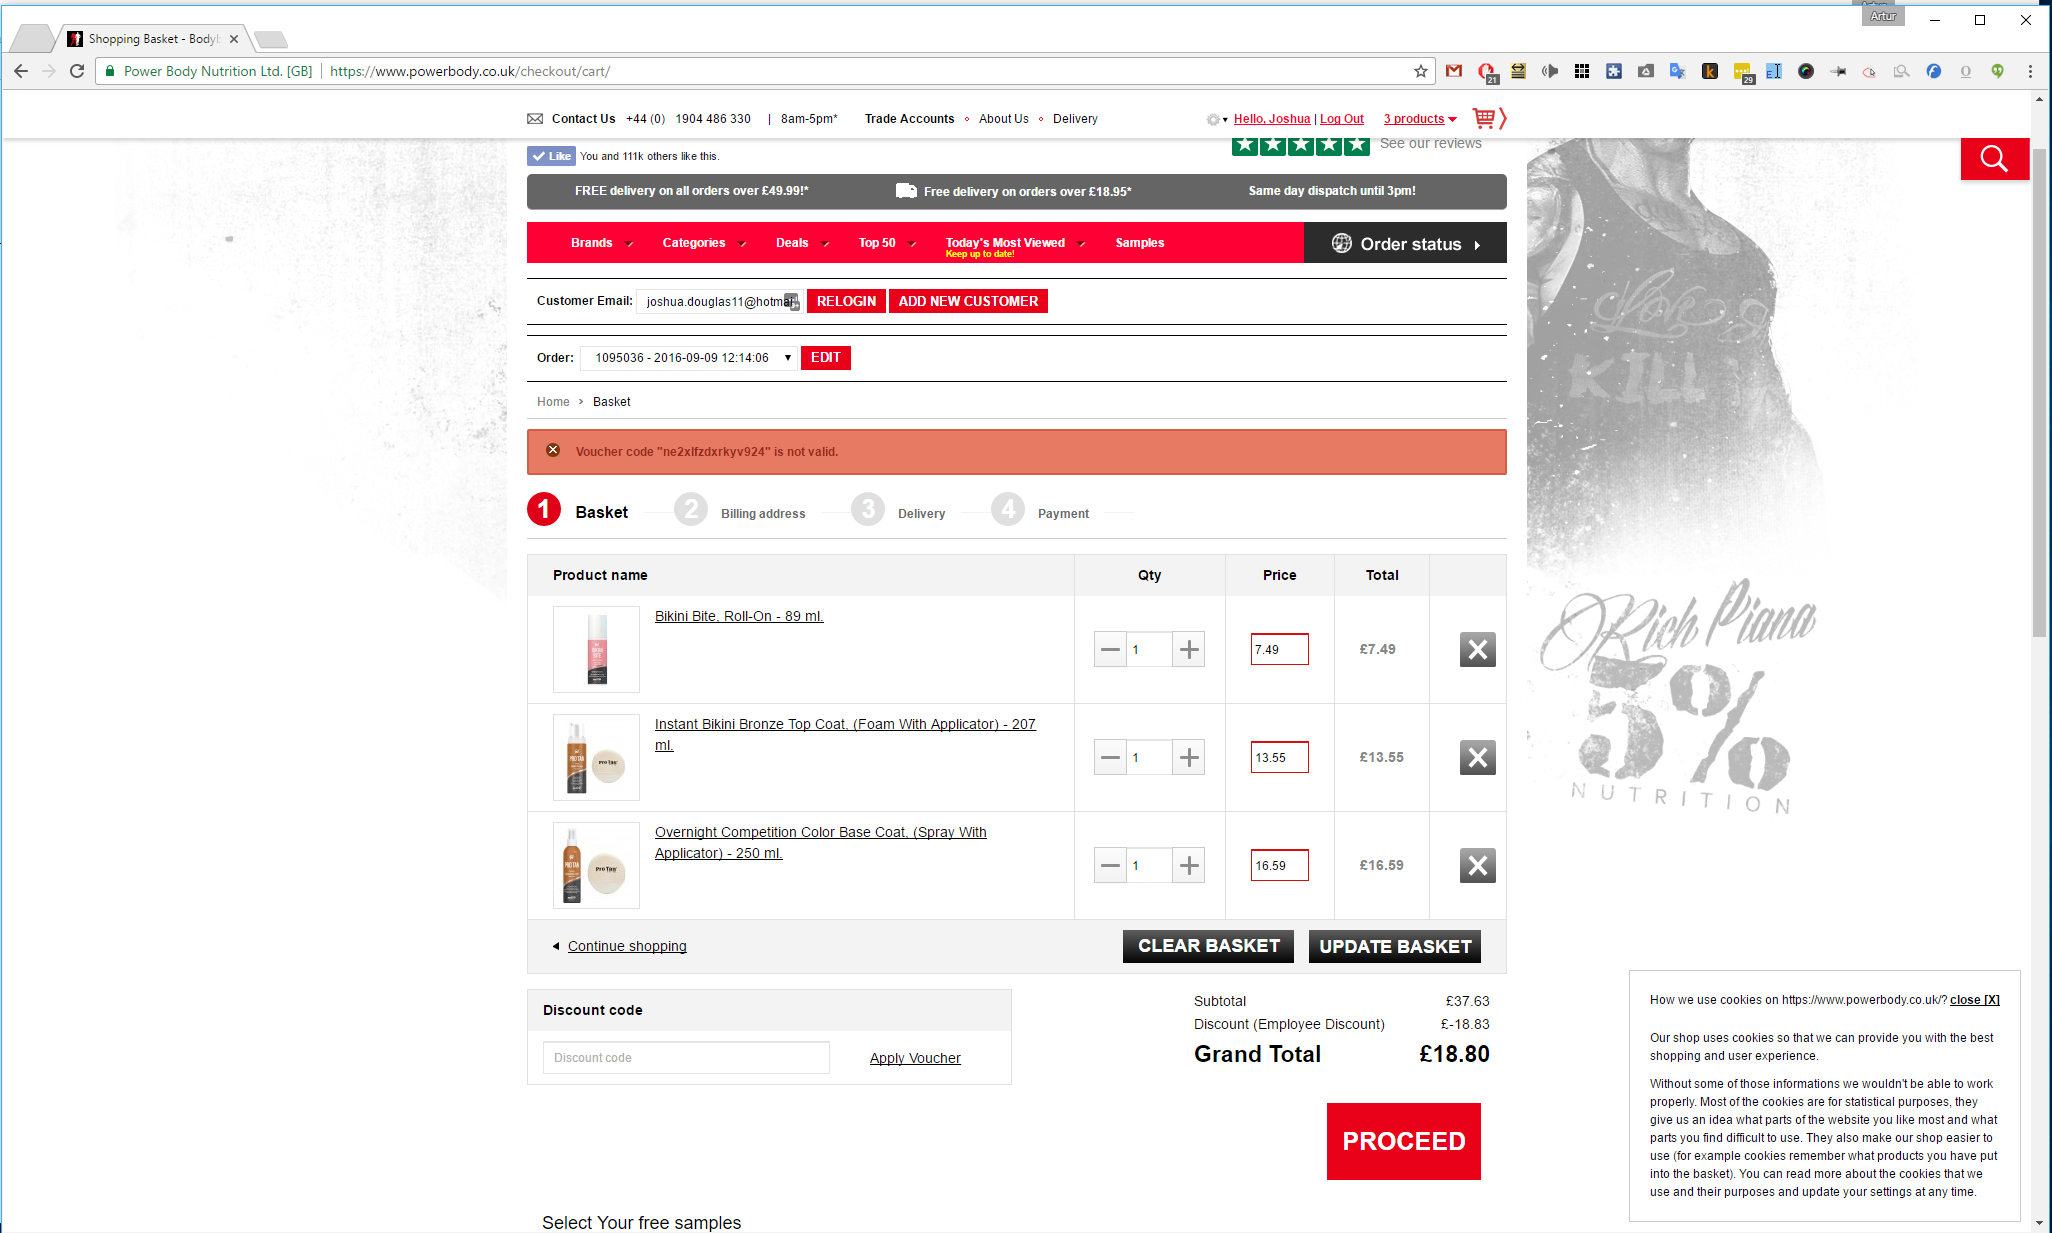 Artur
Shopping Basket - Bodyb
Power Body Nutrition Ltd. [GB] https://www.powerbody.co.uk/checkout/cart/
21
29
Contact Us +44 (0) 1904 486 330 | 8am-5pm* Trade Accounts About Us Delivery Hello, Joshua | Log Out 3 products
Like You and 111k others like this. See our reviews
FREE delivery on all orders over £49.99!* Free delivery on orders over £18.95* Same day dispatch until 3pm!
Brands Categories Deals Top 50 Today's Most Viewed Samples Order status
Keep up to date!
Customer Email: joshua.douglas11@hotmai RELOGIN ADD NEW CUSTOMER
Order: 1095036 - 2016-09-09 12:14:06 EDIT
Home > Basket
Voucher code "ne2xlfzdxrkyv924" is not valid.
1 Basket 2 Billing address 3 Delivery 4 Payment
Product name Qty Price Total
Bikini Bite, Roll-On - 89 ml.
1 7.49 £7.49
Instant Bikini Bronze Top Coat, (Foam With Applicator) - 207
ml.
1 13.55 £13.55
Overnight Competition Color Base Coat, (Spray With
Applicator) - 250 ml.
1 16.59 £16.59
Continue shopping CLEAR BASKET UPDATE BASKET
Discount code
Discount code Apply Voucher
Subtotal £37.63
Discount (Employee Discount) £-18.83
Grand Total £18.80
PROCEED
Select Your free samples
KILL
Rich Piana
5%
NUTRITION
PRO TAN
Pro Tan
PRO TAN
Pro Tan
How we use cookies on https://www.powerbody.co.uk/? close [X]
Our shop uses cookies so that we can provide you with the best
shopping and user experience.
Without some of those informations we wouldn't be able to work
properly. Most of the cookies are for statistical purposes, they
give us an idea what parts of the website you like most and what
parts you find difficult to use. They also make our shop easier to
use (for example cookies remember what products you have put
into the basket). You can read more about the cookies that we
use and their purposes and update your settings at any time.